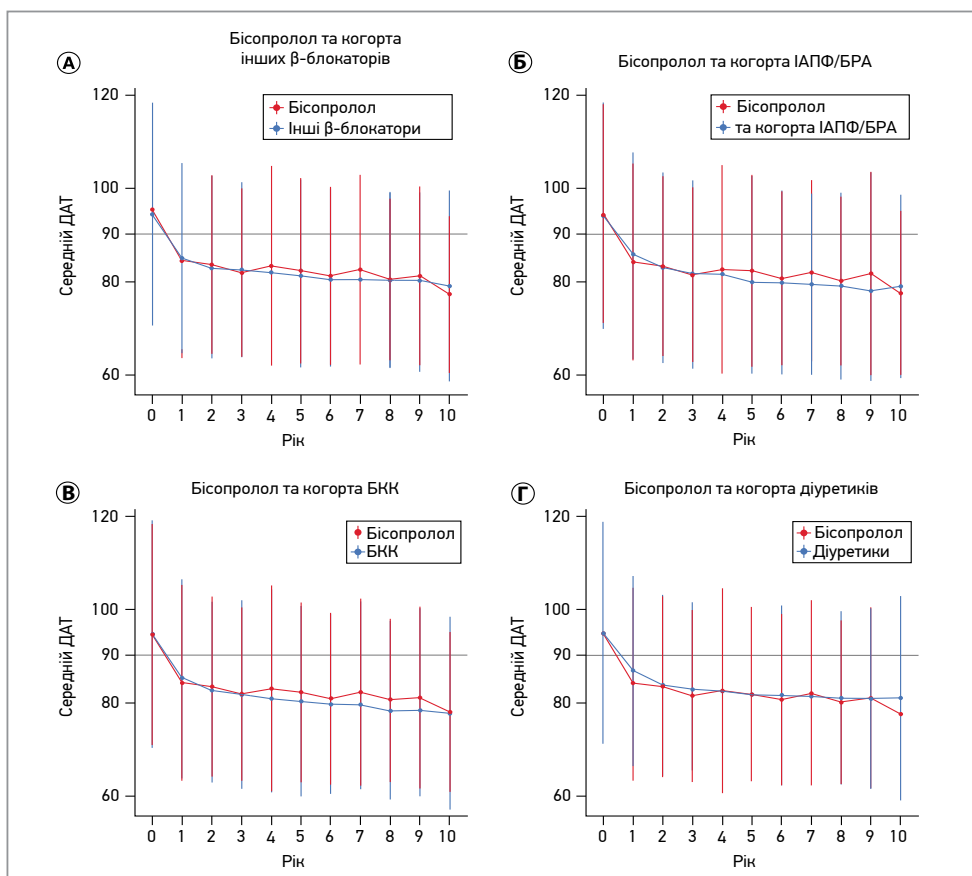 А
Бісопролол та когорта
інших β-блокаторів
Середній ДАТ
120
100
90
80
60
Бісопролол
Інші β-блокатори
0 1 2 3 4 5 6 7 8 9 10
Рік
Б
Бісопролол та когорта ІАПФ/БРА
Середній ДАТ
120
100
90
80
60
Бісопролол
та когорта ІАПФ/БРА
0 1 2 3 4 5 6 7 8 9 10
Рік
В
Бісопролол та когорта БКК
Середній ДАТ
120
100
90
80
60
Бісопролол
БКК
0 1 2 3 4 5 6 7 8 9 10
Рік
Г
Бісопролол та когорта діуретиків
Середній ДАТ
120
100
90
80
60
Бісопролол
Діуретики
0 1 2 3 4 5 6 7 8 9 10
Рік